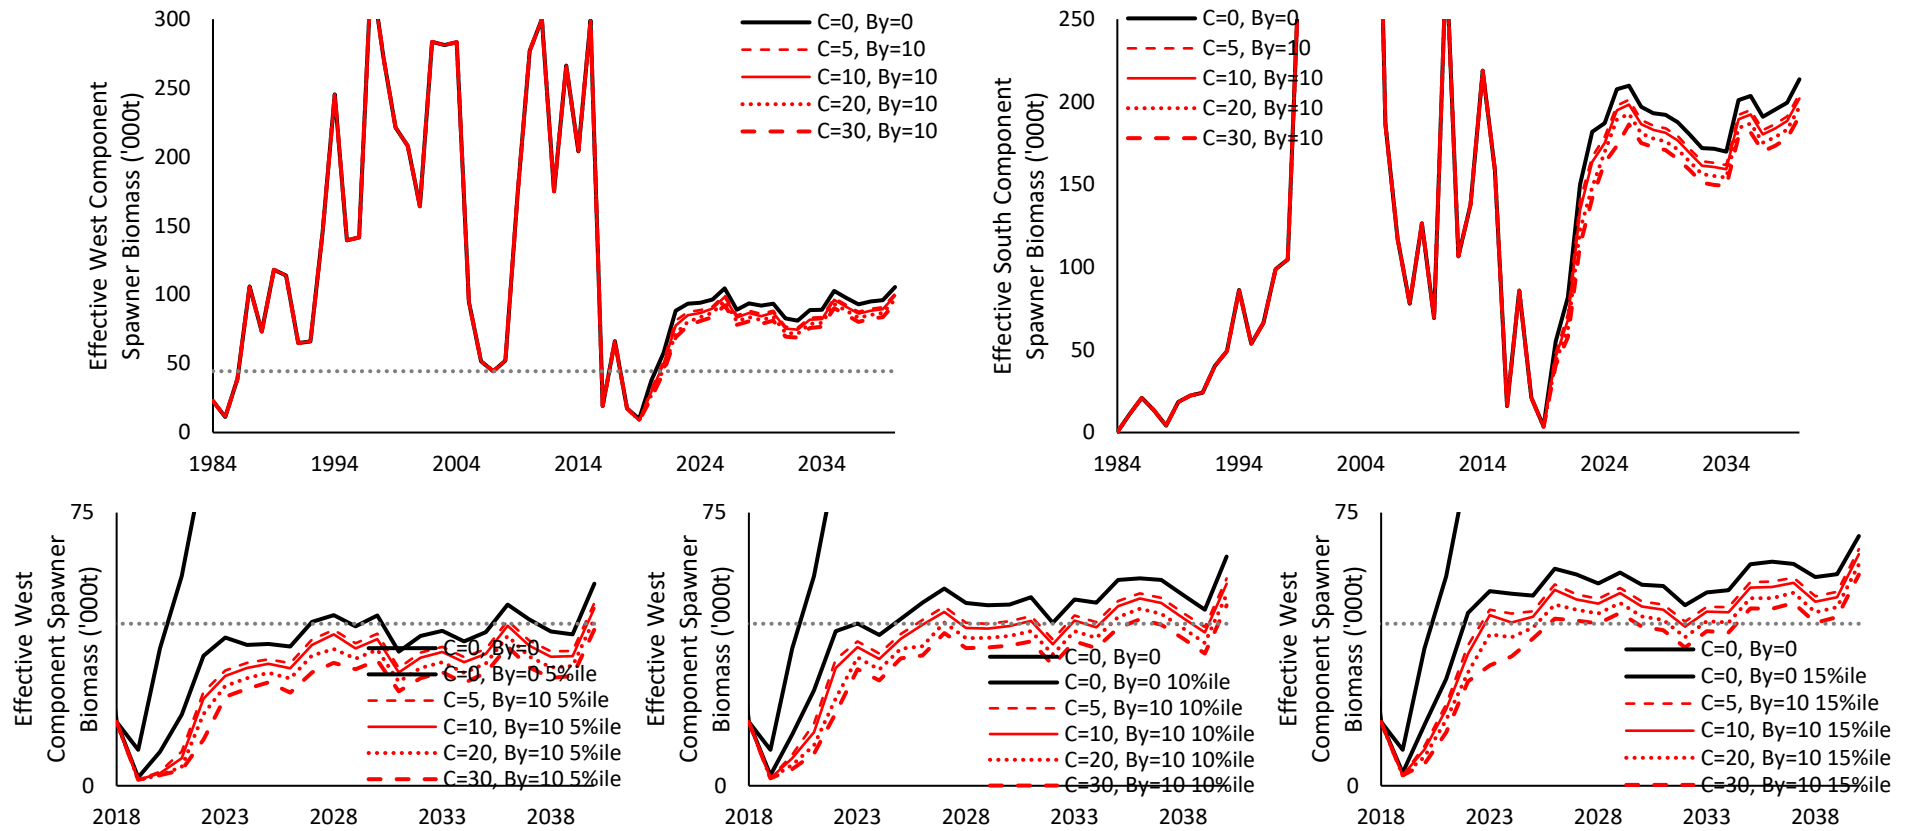 Effective West Component
Spawner Biomass ('000t)
300
250
200
150
100
50
0
1984
1994
2004
2014
2024
2034
C=0, By=0
C=5, By=10
C=10, By=10
C=20, By=10
C=30, By=10
Effective South Component
Spawner Biomass ('000t)
250
200
150
100
50
0
1984
1994
2004
2014
2024
2034
C=0, By=0
C=5, By=10
C=10, By=10
C=20, By=10
C=30, By=10
Effective West
Component Spawner
Biomass ('000t)
75
0
2018
2023
2028
2033
2038
C=0, By=0
C=0, By=0 5%ile
C=5, By=10 5%ile
C=10, By=10 5%ile
C=20, By=10 5%ile
C=30, By=10 5%ile
Effective West
Component Spawner
Biomass ('000t)
75
0
2018
2023
2028
2033
2038
C=0, By=0
C=0, By=0 10%ile
C=5, By=10 10%ile
C=10, By=10 10%ile
C=20, By=10 10%ile
C=30, By=10 10%ile
Effective West
Component Spawner
Biomass ('000t)
75
0
2018
2023
2028
2033
2038
C=0, By=0
C=0, By=0 15%ile
C=5, By=10 15%ile
C=10, By=10 15%ile
C=20, By=10 15%ile
C=30, By=10 15%ile